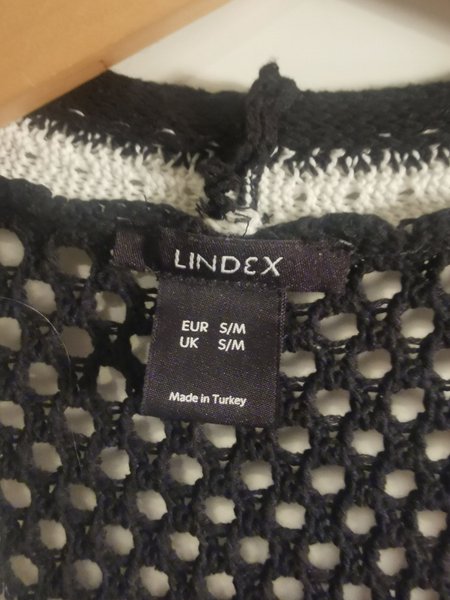 LINDEX
EUR S/M
UK S/M
Made in Turkey